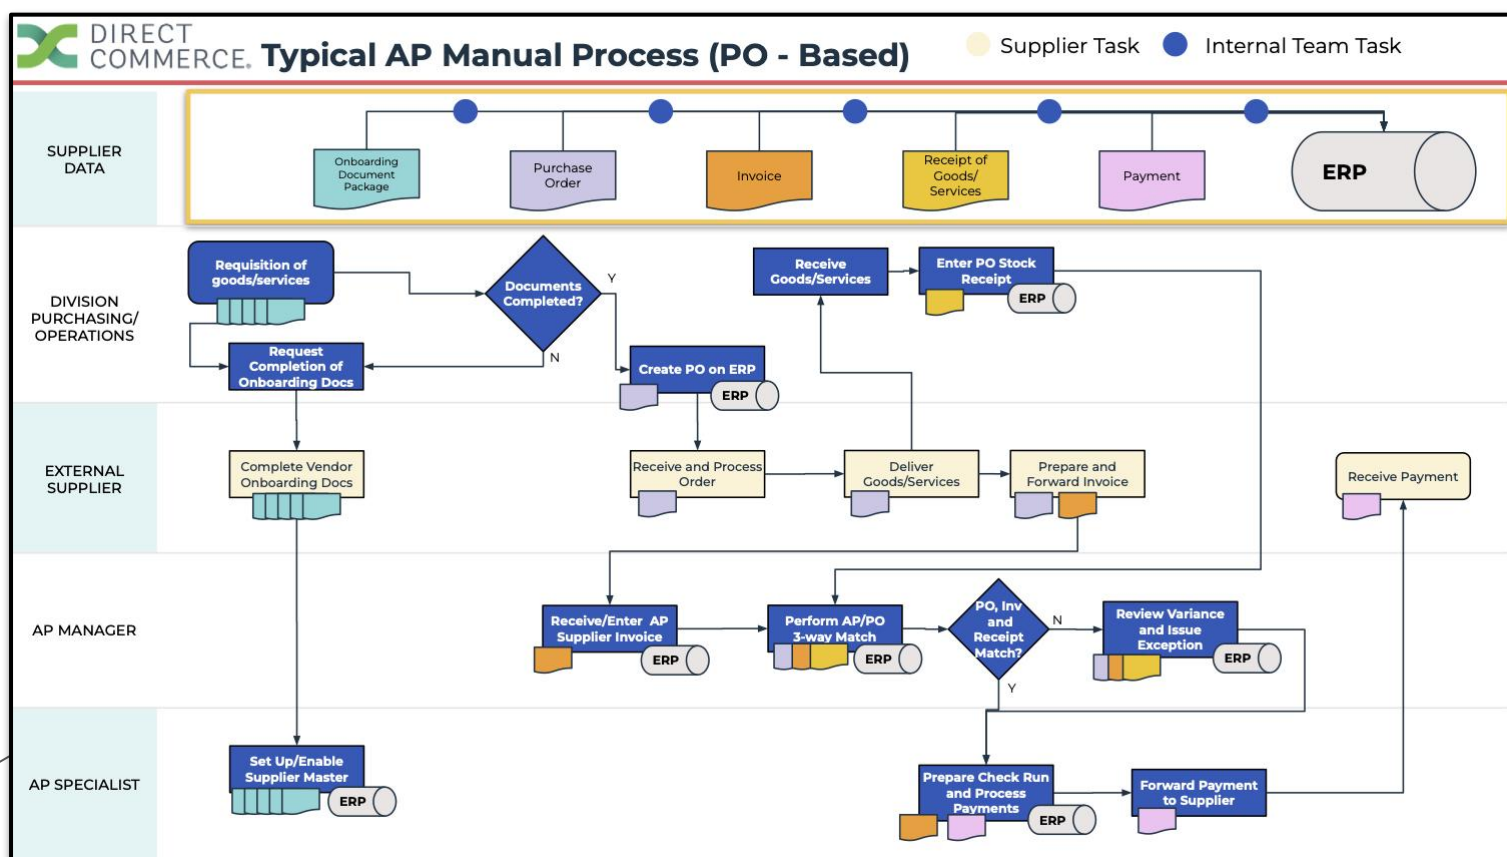 DIRECT
COMMERCE®
Typical AP Manual Process (PO - Based)
Supplier Task
Internal Team Task
SUPPLIER
DATA
Onboarding
Document
Package
Purchase
Order
Invoice
Receipt of
Goods/
Services
Payment
ERP
DIVISION
PURCHASING/
OPERATIONS
Requisition of
goods/services
Documents
Completed?
Y
N
Request
Completion of
Onboarding Docs
Create PO on ERP
ERP
Receive
Goods/Services
Enter PO Stock
Receipt
ERP
EXTERNAL
SUPPLIER
Complete Vendor
Onboarding Docs
Receive and Process
Order
Deliver
Goods/Services
Prepare and
Forward Invoice
Receive Payment
AP MANAGER
Receive/Enter AP
Supplier Invoice
ERP
Perform AP/PO
3-way Match
ERP
PO, Inv
and
Receipt
Match?
N
Y
Review Variance
and Issue
Exception
ERP
AP SPECIALIST
Set Up/Enable
Supplier Master
ERP
Prepare Check Run
and Process
Payments
ERP
Forward Payment
to Supplier